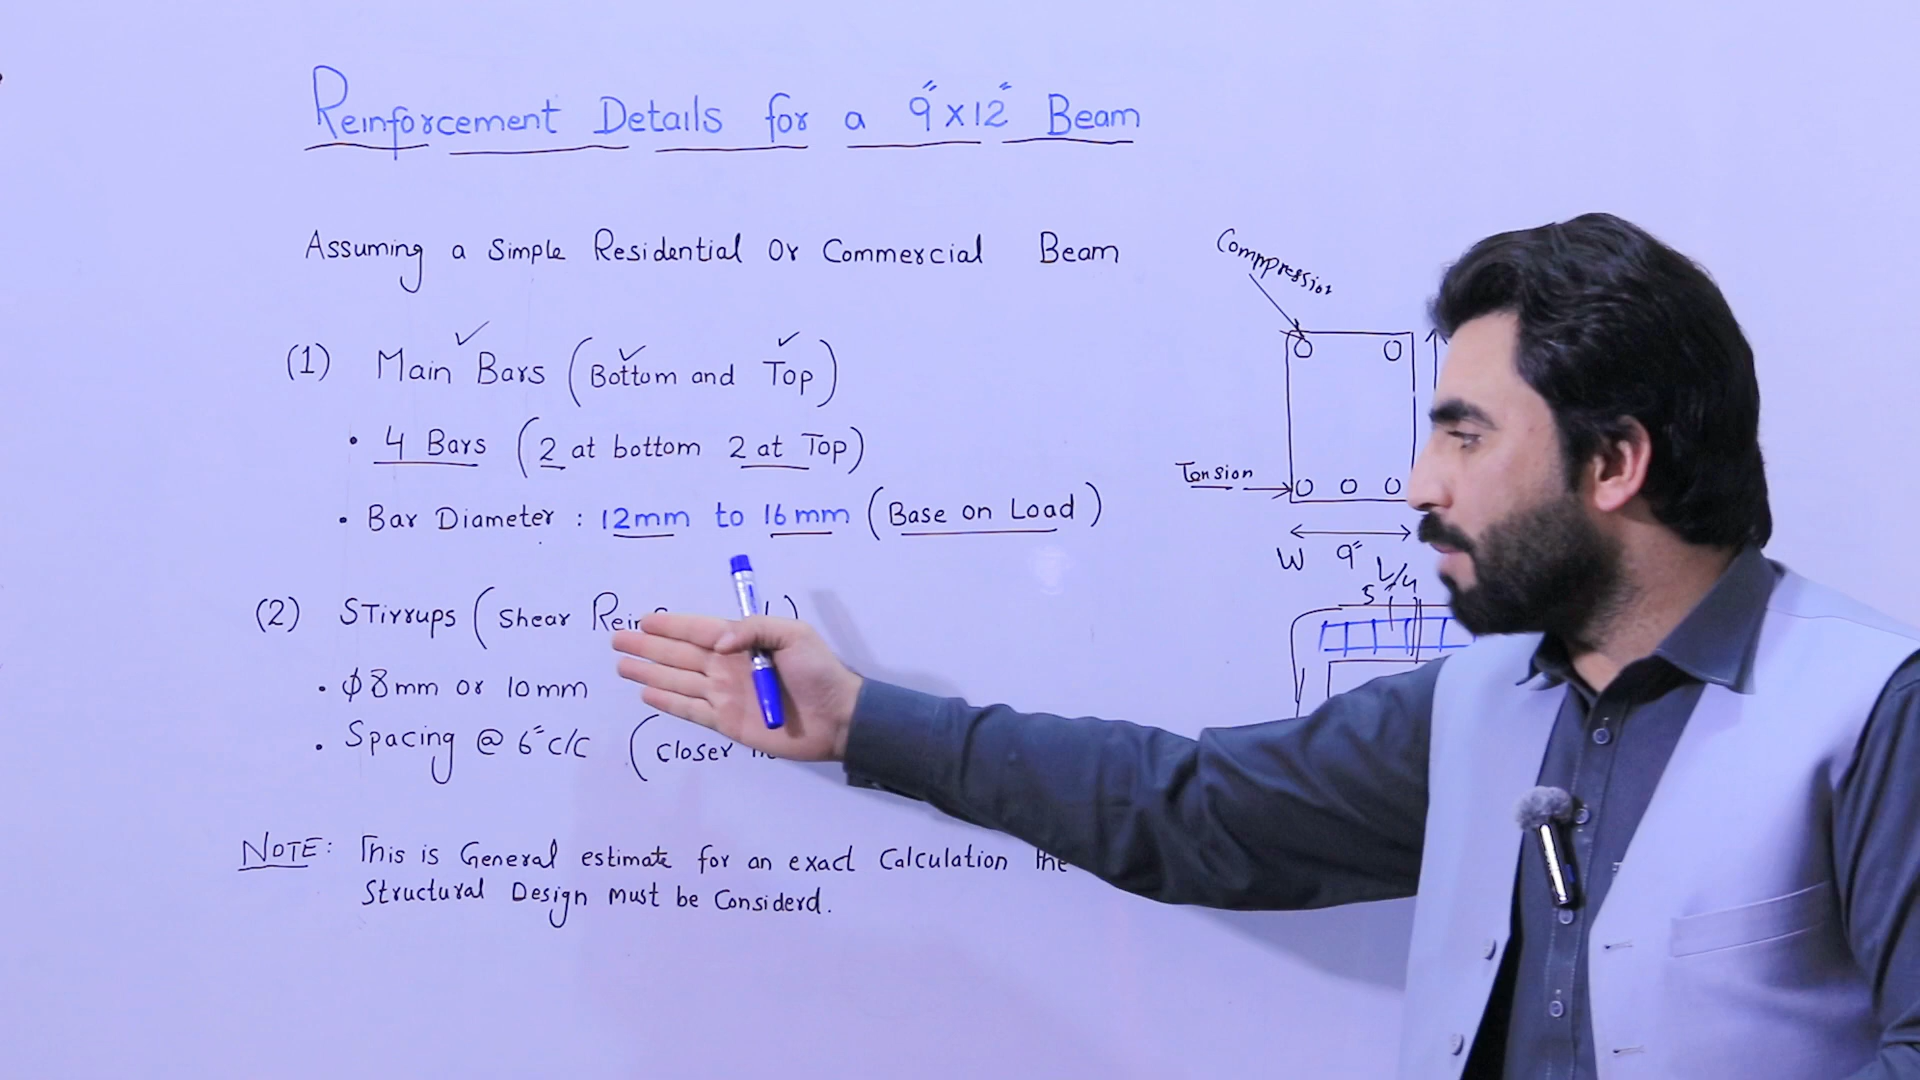 Reinforcement Details for a 9"x12" Beam
Assuming a Simple Residential Or Commercial Beam
(1) Main Bars (Bottom and Top)
• 4 Bars (2 at bottom 2 at Top)
• Bar Diameter : 12mm to 16mm (Base on Load)
(2) STirrups (Shear
• φ8mm or 10mm
• Spacing @ 6"c/c (closer
NOTE: This is General estimate for an exact Calculation the
Structural Design must be Considerd.
Comppression
Tension
W 9"
L/4
5